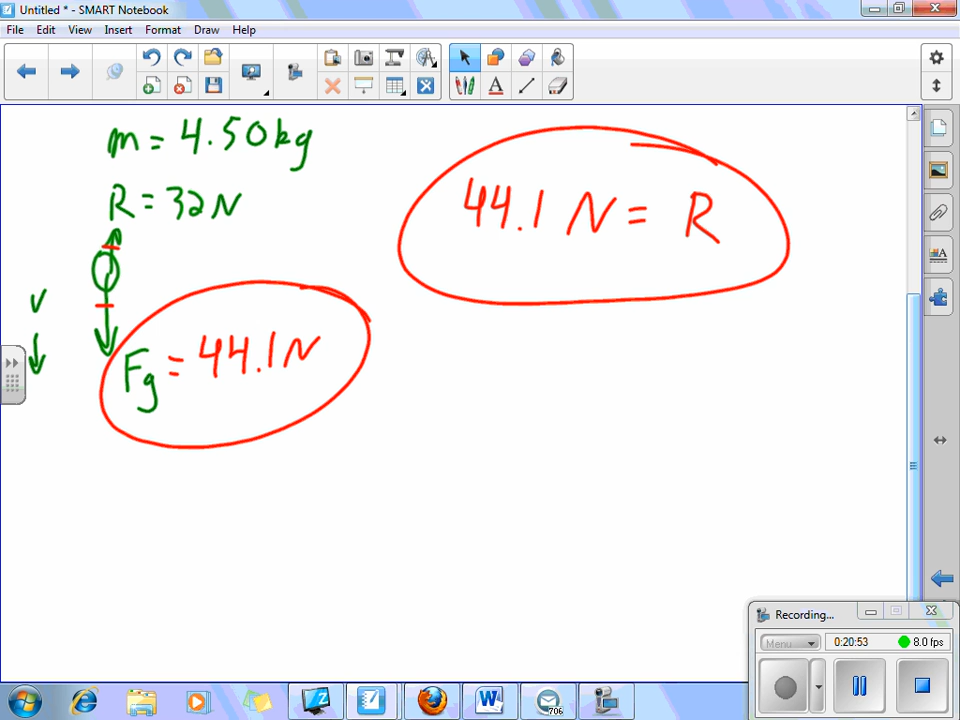 Untitled * - SMART Notebook
File Edit View Insert Format Draw Help
m = 4.50kg
R = 32N
44.1 N = R
v
Fg = 44.1N
Recording...
Menu
0:20:53
8.0 fps
706